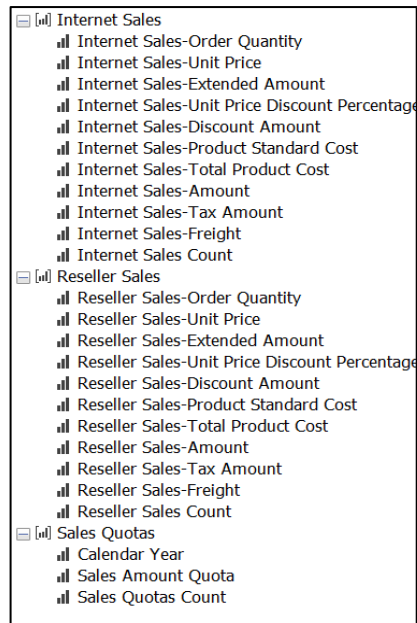 Internet Sales
Internet Sales-Order Quantity
Internet Sales-Unit Price
Internet Sales-Extended Amount
Internet Sales-Unit Price Discount Percentage
Internet Sales-Discount Amount
Internet Sales-Product Standard Cost
Internet Sales-Total Product Cost
Internet Sales-Amount
Internet Sales-Tax Amount
Internet Sales-Freight
Internet Sales Count
Reseller Sales
Reseller Sales-Order Quantity
Reseller Sales-Unit Price
Reseller Sales-Extended Amount
Reseller Sales-Unit Price Discount Percentage
Reseller Sales-Discount Amount
Reseller Sales-Product Standard Cost
Reseller Sales-Total Product Cost
Reseller Sales-Amount
Reseller Sales-Tax Amount
Reseller Sales-Freight
Reseller Sales Count
Sales Quotas
Calendar Year
Sales Amount Quota
Sales Quotas Count